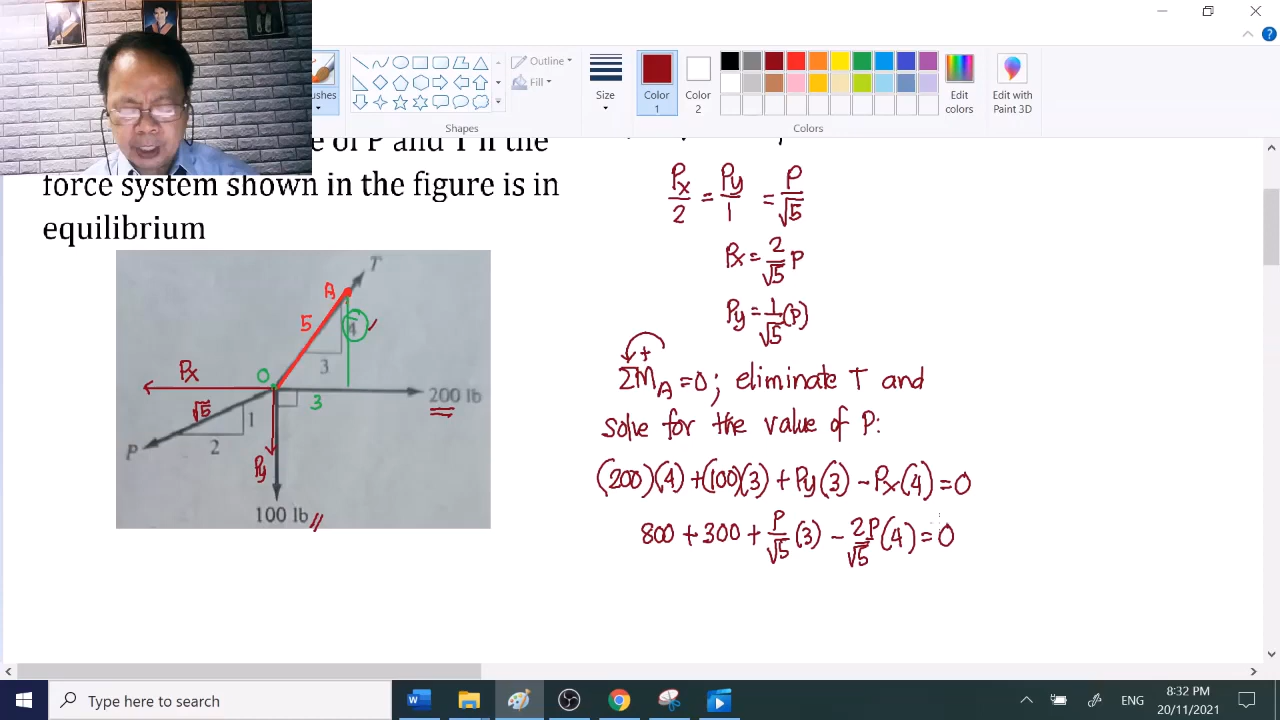 Outline
Fill
Size
Color
1
Color
2
Edit
colors
Edit with
Paint 3D
Shapes
Colors
of P and T if the
force system shown in the figure is in
equilibrium
T
A
5
4
3
Px
O
200 lb
3
√5
1
2
P
Py
100 lb
Px/2 = Py/1 = P/√5
Px = 2/√5 P
Py = 1/√5 (P)
+
ΣM_A = 0; eliminate T and
solve for the value of P:
(200)(4) + (100)(3) + Py(3) − Px(4) = 0
800 + 300 + P/√5 (3) − 2P/√5 (4) = 0
Type here to search
ENG
8:32 PM
20/11/2021